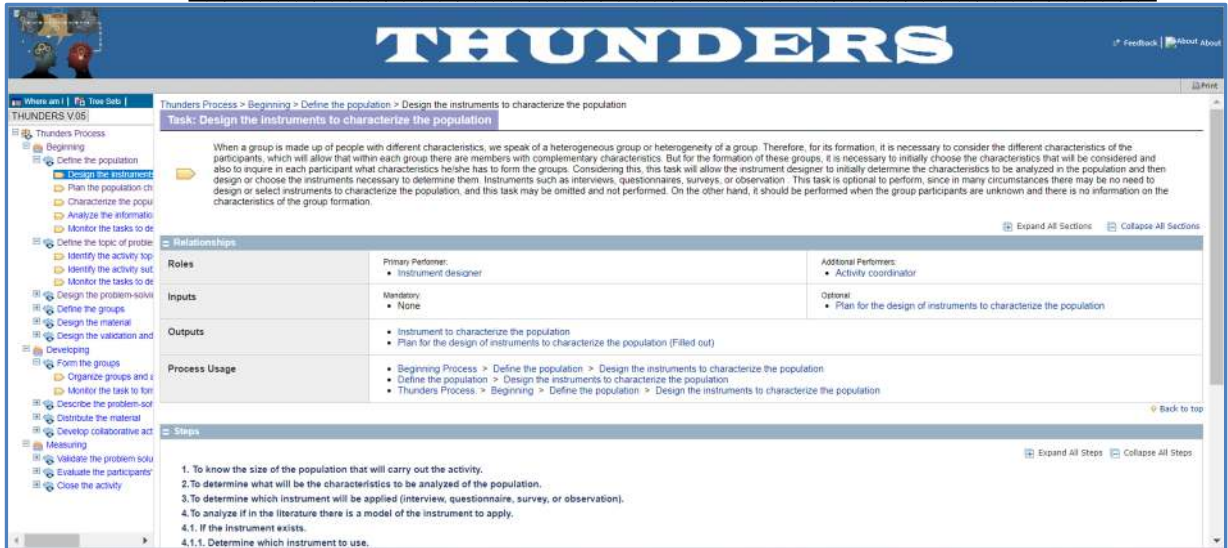 THUNDERS
Feedback | About About
Print
Where am I | Tree Sets |
THUNDERS V.05
Thunders Process
Beginning
Define the population
Design the instruments
Plan the population ch
Characterize the popul
Analyze the informatio
Monitor the tasks to de
Define the topic of proble
Identify the activity top
Identify the activity sut
Monitor the tasks to de
Design the problem-solvi
Define the groups
Design the material
Design the validation and
Developing
Form the groups
Organize groups and a
Monitor the task to forn
Describe the problem-sol
Distribute the material
Develop collaborative act
Measuring
Validate the problem solu
Evaluate the participants'
Close the activity
Thunders Process > Beginning > Define the population > Design the instruments to characterize the population
Task: Design the instruments to characterize the population
When a group is made up of people with different characteristics, we speak of a heterogeneous group or heterogeneity of a group. Therefore, for its formation, it is necessary to consider the different characteristics of the
participants, which will allow that within each group there are members with complementary characteristics. But for the formation of these groups, it is necessary to initially choose the characteristics that will be considered and
also to inquire in each participant what characteristics he/she has to form the groups. Considering this, this task will allow the instrument designer to initially determine the characteristics to be analyzed in the population and then
design or choose the instruments necessary to determine them. Instruments such as interviews, questionnaires, surveys, or observation . This task is optional to perform, since in many circumstances there may be no need to
design or select instruments to characterize the population, and this task may be omitted and not performed. On the other hand, it should be performed when the group participants are unknown and there is no information on the
characteristics of the group formation.
Expand All Sections Collapse All Sections
Relationships
Roles
Primary Performer:
• Instrument designer
Additional Performers:
• Activity coordinator
Inputs
Mandatory:
• None
Optional:
• Plan for the design of instruments to characterize the population
Outputs
• Instrument to characterize the population
• Plan for the design of instruments to characterize the population (Filled out)
Process Usage
• Beginning Process > Define the population > Design the instruments to characterize the population
• Define the population > Design the instruments to characterize the population
• Thunders Process. > Beginning > Define the population > Design the instruments to characterize the population
Back to top
Steps
Expand All Steps Collapse All Steps
1. To know the size of the population that will carry out the activity.
2.To determine what will be the characteristics to be analyzed of the population.
3.To determine which instrument will be applied (interview, questionnaire, survey, or observation).
4.To analyze if in the literature there is a model of the instrument to apply.
4.1. If the instrument exists.
4.1.1. Determine which instrument to use.